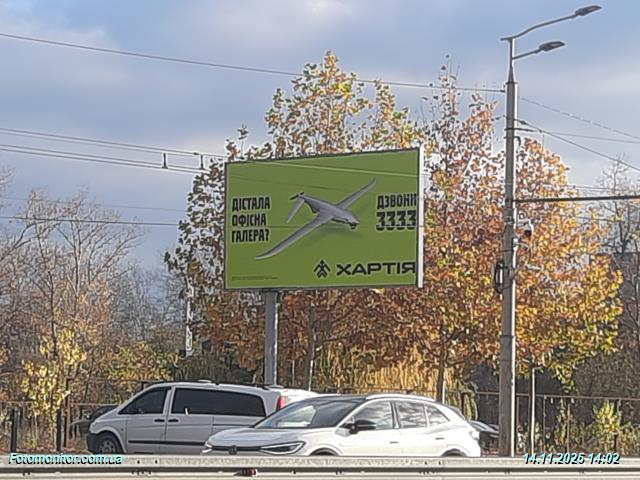 ДІСТАЛА
ОФІСНА
ГАЛЕРА?
ДЗВОНИ
3333
ХАРТІЯ
Fotomonitor.com.ua
14.11.2025 14:02